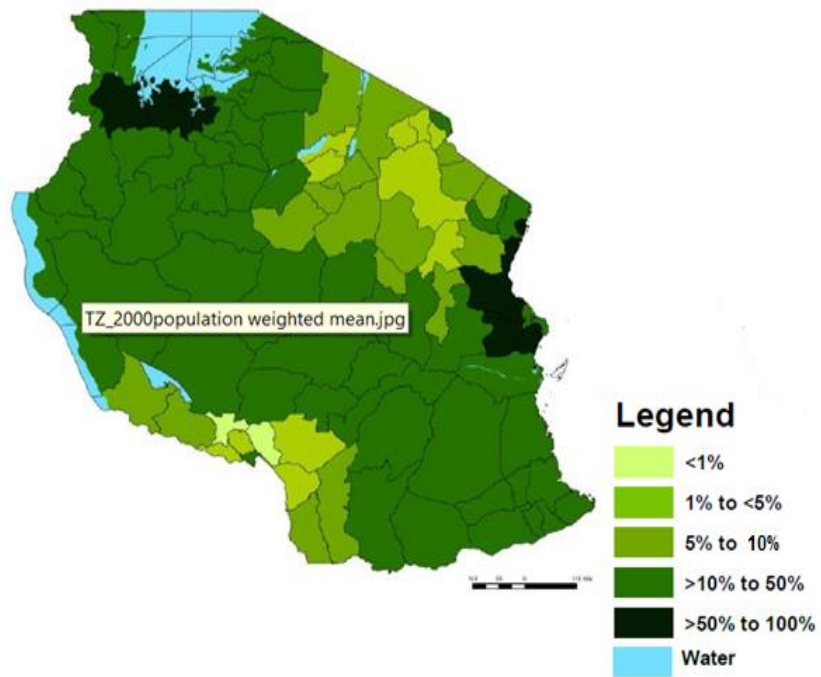 TZ_2000population weighted mean.jpg
Legend
<1%
1% to <5%
5% to 10%
>10% to 50%
>50% to 100%
Water